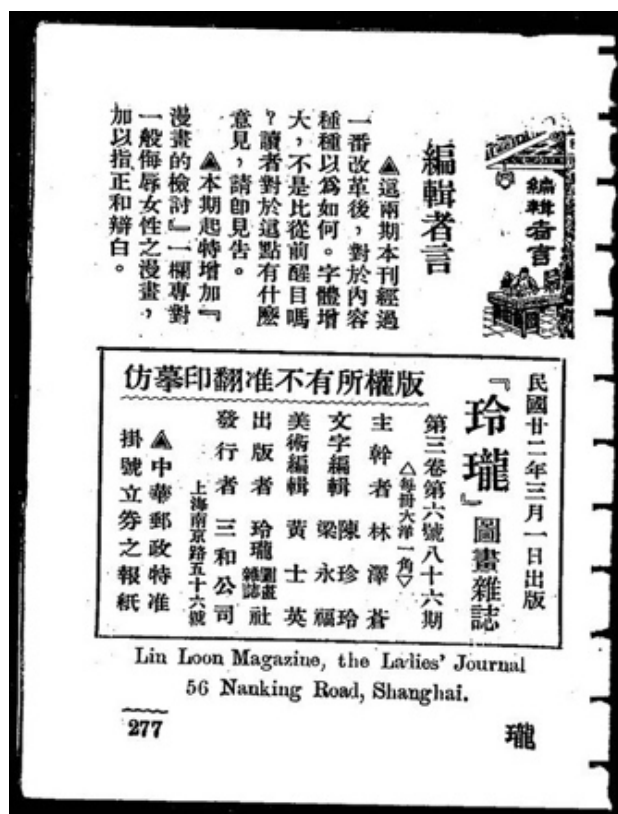 編輯者言
編輯者言
▲這兩期本刊經過
一番改革後，對於內容
種種以爲如何。字體增
大，不是比從前醒目嗎
？讀者對於這點有什麽
意見，請卽見告。
▲本期起特增加『
漫畫的檢討』一欄專對
一般侮辱女性之漫畫，
加以指正和辯白。
版權所有不准翻印摹仿
民國廿二年三月一日出版
『玲瓏』圖畫雜誌
第三卷第六號八十六期
△每冊大洋一角▽
主幹者 林澤蒼
文字編輯 陳珍玲 梁永福
美術編輯 黃士英
出版者 玲瓏圖畫雜誌社
發行者 三和公司
上海南京路五十六號
▲中華郵政特准
掛號立券之報紙
Lin Loon Magazine, the Ladies' Journal
56 Nanking Road, Shanghai.
277
瓏